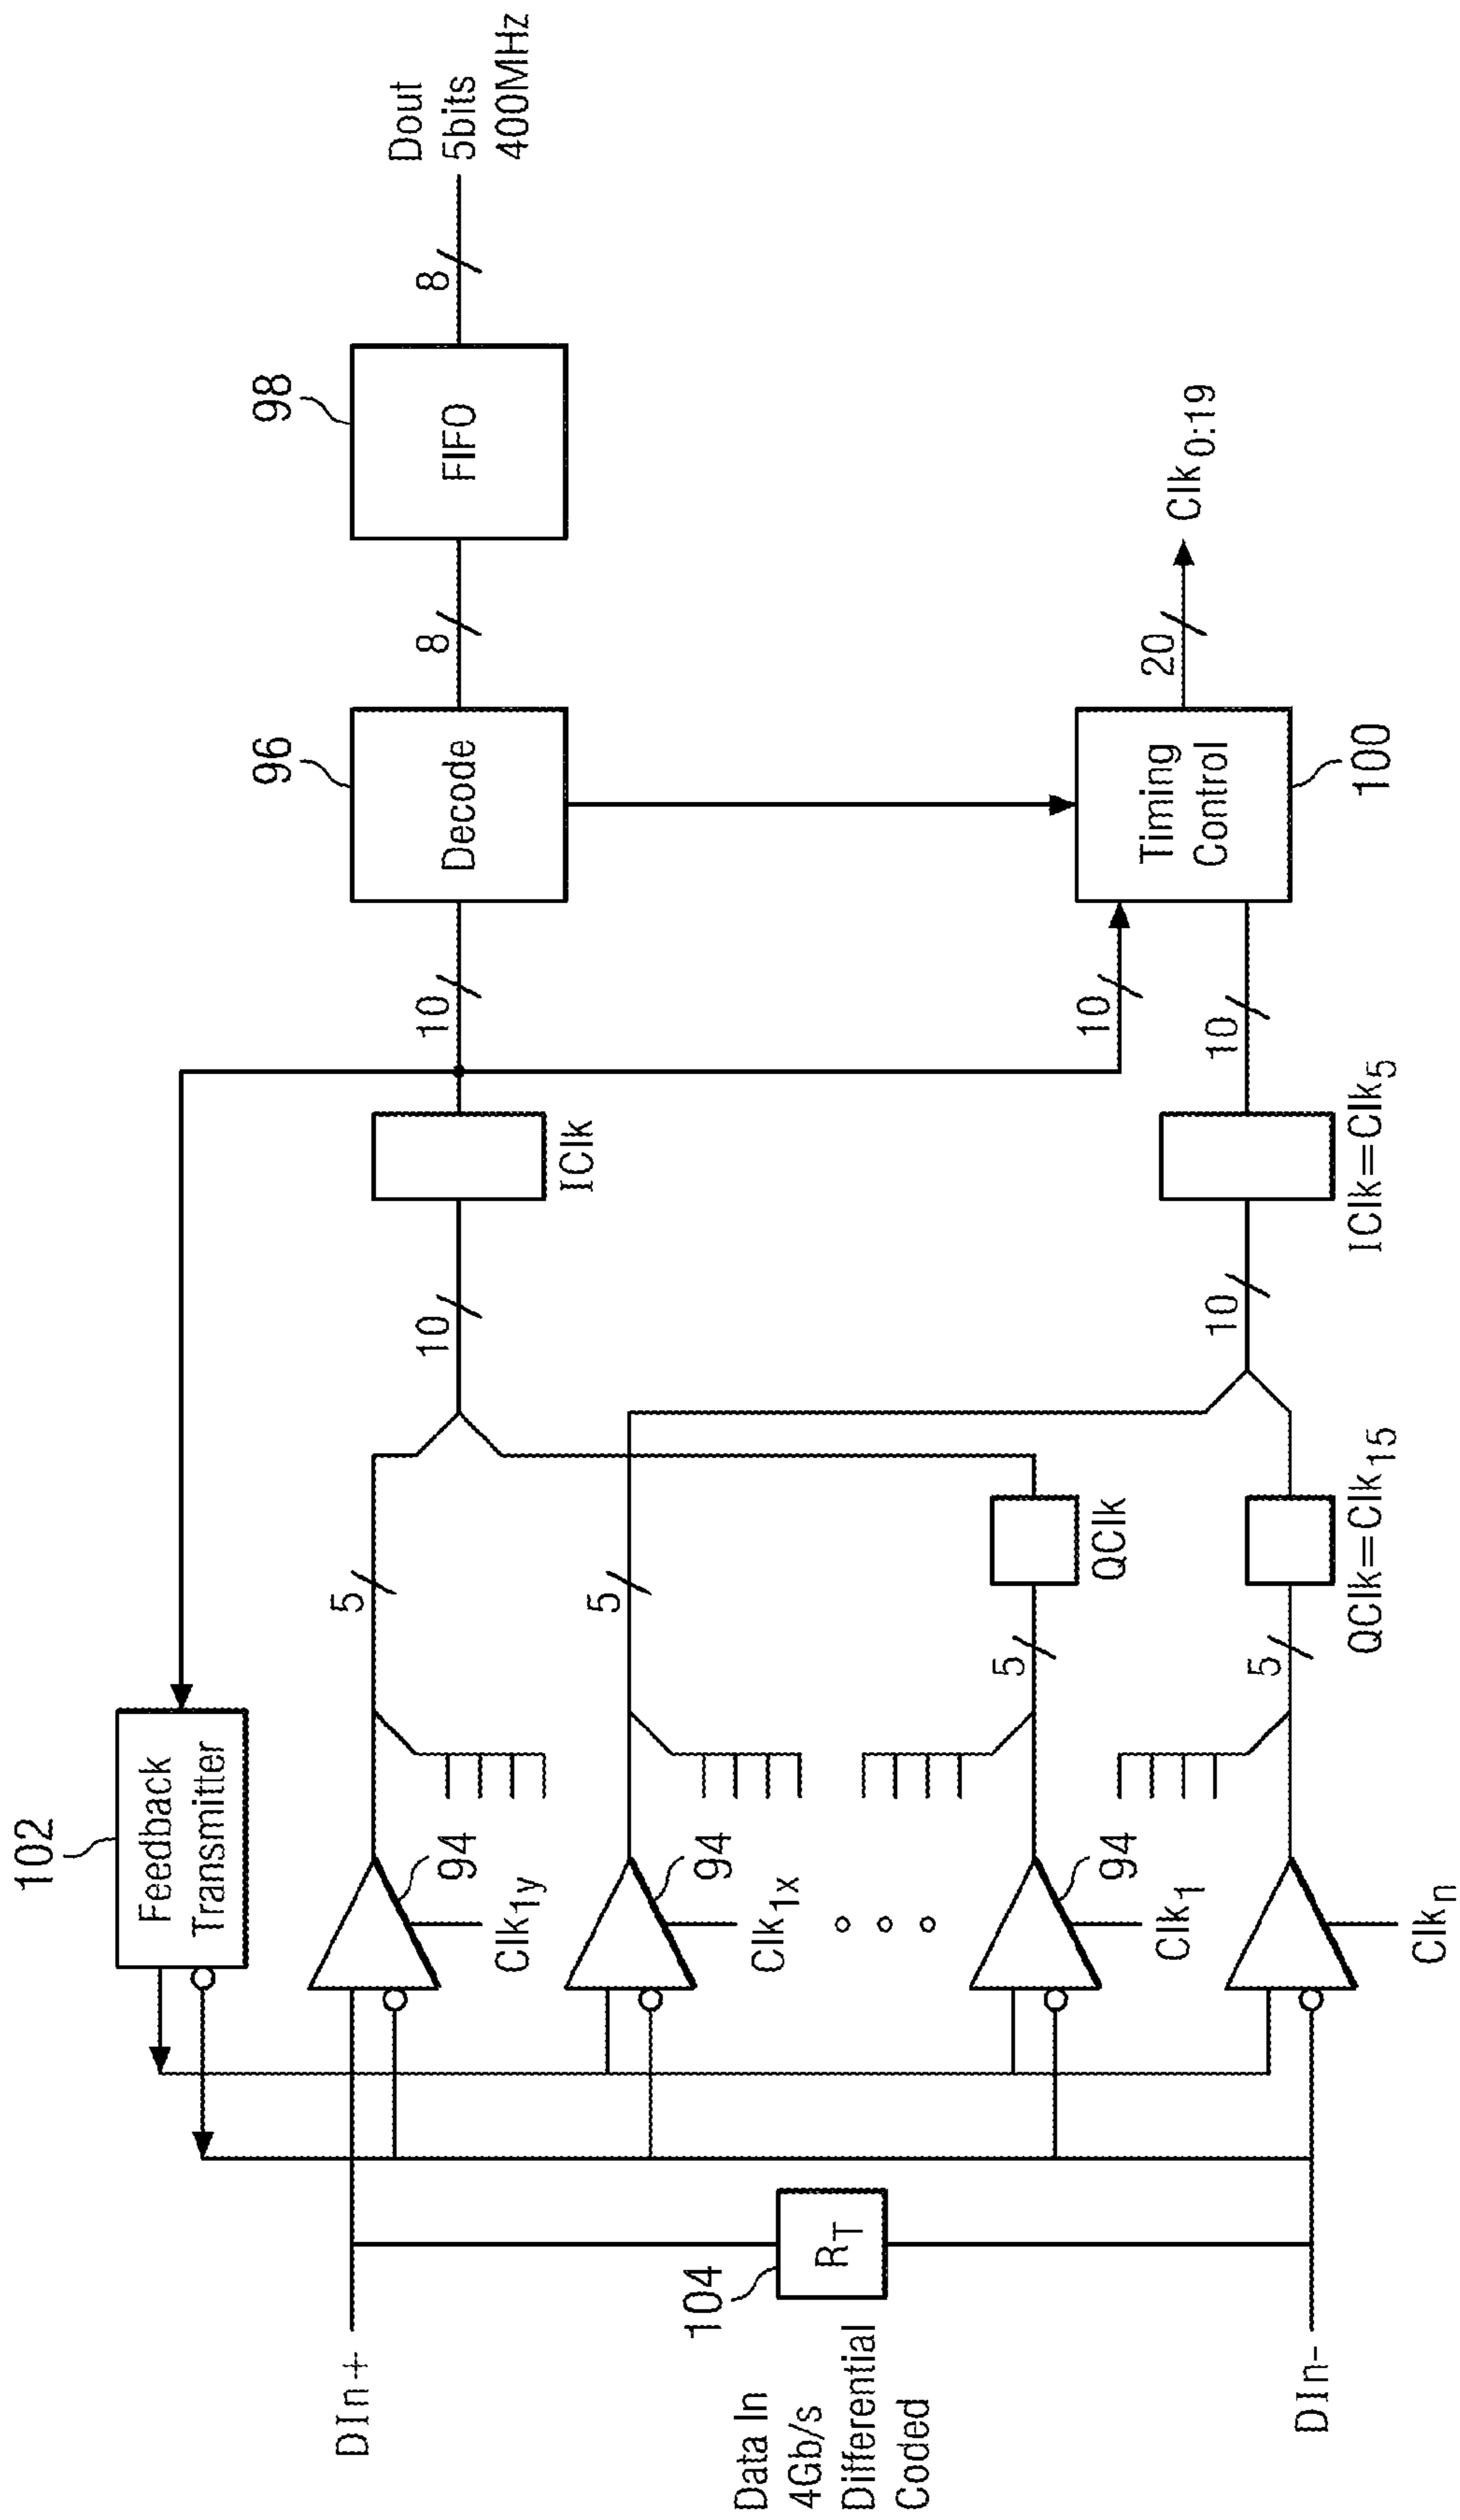 102
Feedback
Transmitter
DIn+
Clk1y
94
5
10
IClk
10
96
Decode
8
98
FIFO
8
Dout
5bits
400MHz
Clk1x
94
5
104
RT
Data In
4Gb/s
Differential
Coded
Clk1
94
5
QClk
10
Timing
Control
100
20
Clk0:19
DIn-
Clkn
5
QClk=Clk15
10
IClk=Clk5
10